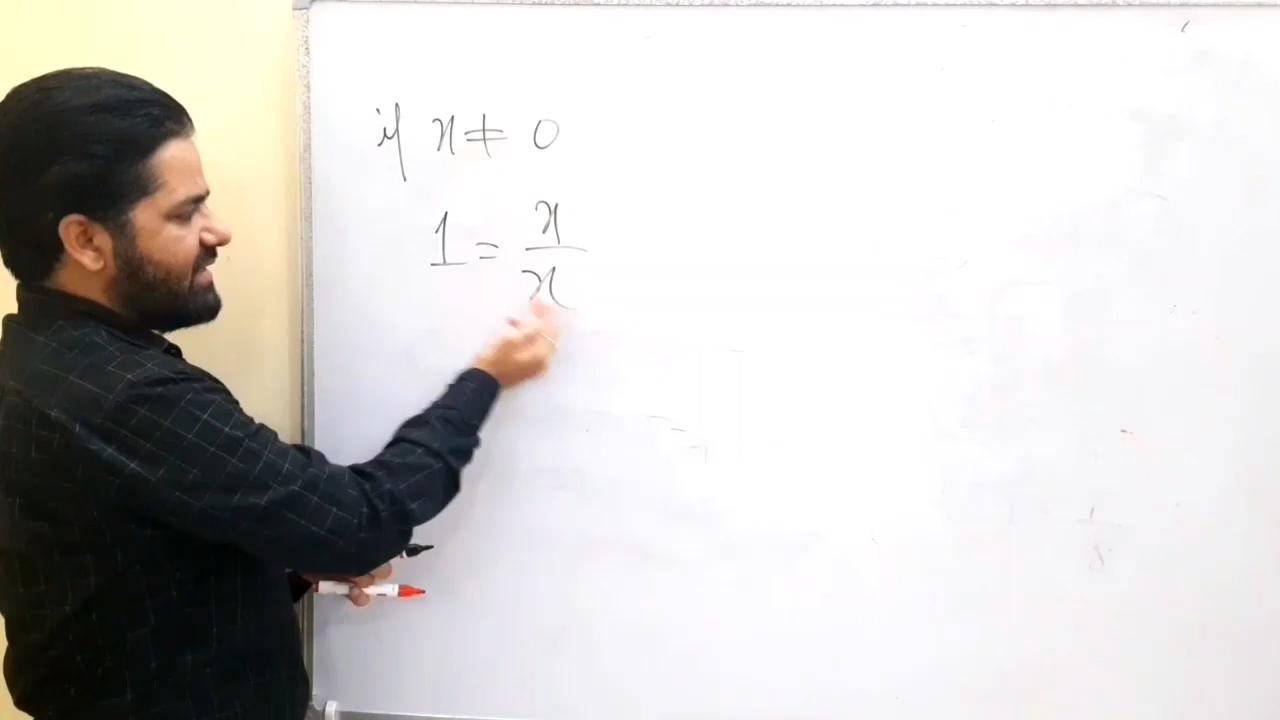 if x ≠ 0
1 = x/x